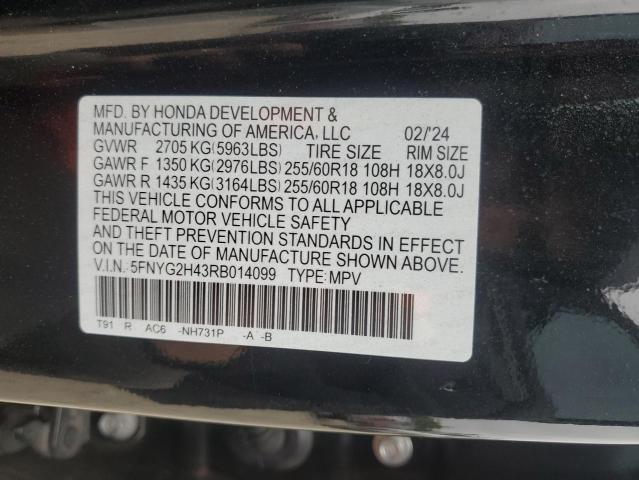 MFD. BY HONDA DEVELOPMENT &
MANUFACTURING OF AMERICA, LLC 02/'24
GVWR 2705 KG(5963LBS) TIRE SIZE RIM SIZE
GAWR F 1350 KG(2976LBS) 255/60R18 108H 18X8.0J
GAWR R 1435 KG(3164LBS) 255/60R18 108H 18X8.0J
THIS VEHICLE CONFORMS TO ALL APPLICABLE
FEDERAL MOTOR VEHICLE SAFETY
AND THEFT PREVENTION STANDARDS IN EFFECT
ON THE DATE OF MANUFACTURE SHOWN ABOVE.
V.I.N.-5FNYG2H43RB014099 TYPE:MPV
T91 R AC6 -NH731P -A -B